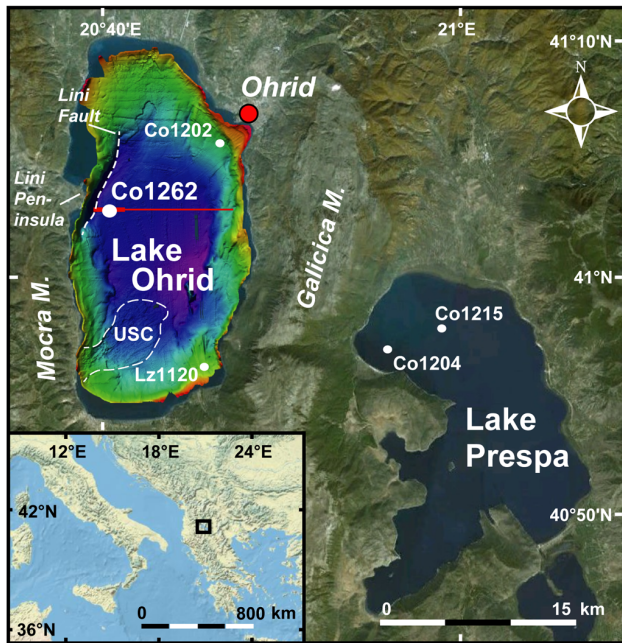 20°40'E
21°E
41°10'N
N
Lini
Fault
Ohrid
Co1202
Lini
Pen-
insula
Co1262
Lake
Ohrid
Galicica M.
Mocra M.
41°N
USC
Lz1120
Co1215
Co1204
Lake
Prespa
12°E
18°E
24°E
42°N
40°50'N
0
800 km
0
15 km
36°N